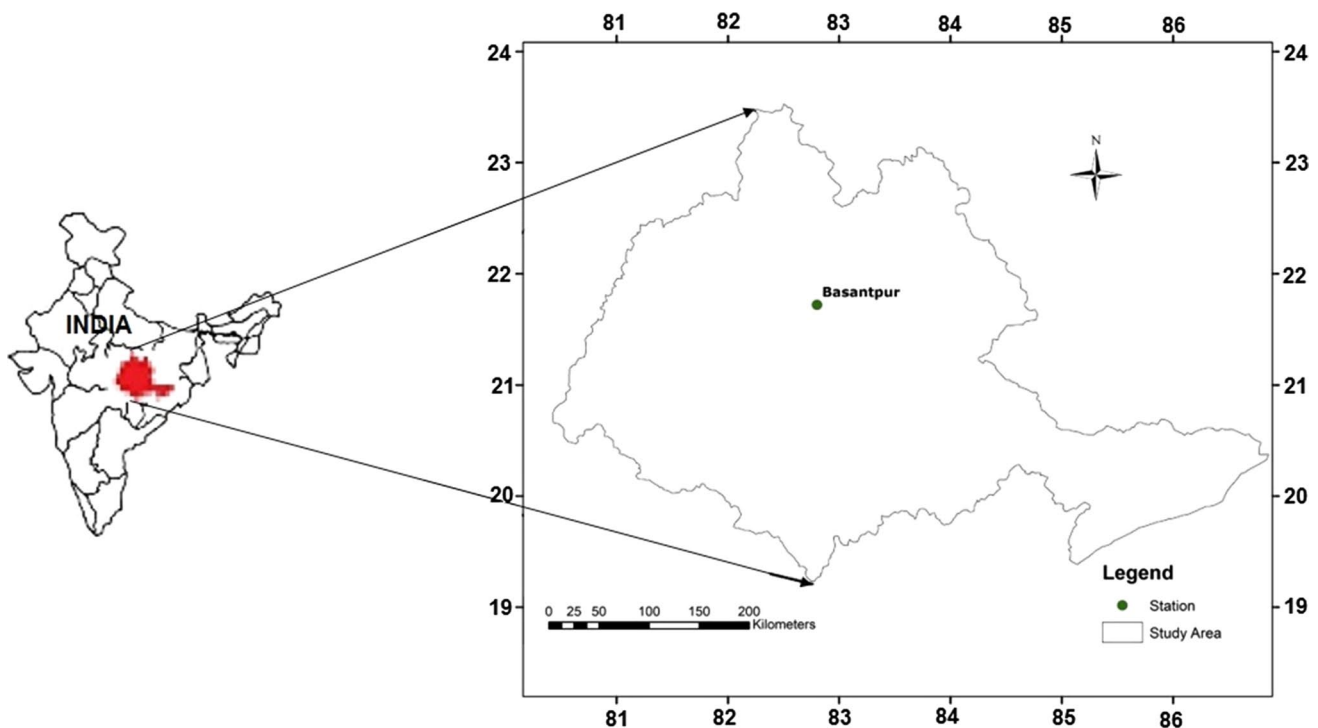 81 82 83 84 85 86
24 24
N
23 23
22 22
Basantpur
INDIA
21 21
20 20
Legend
19 19
0 25 50 100 150 200
Kilometers
Station
Study Area
81 82 83 84 85 86